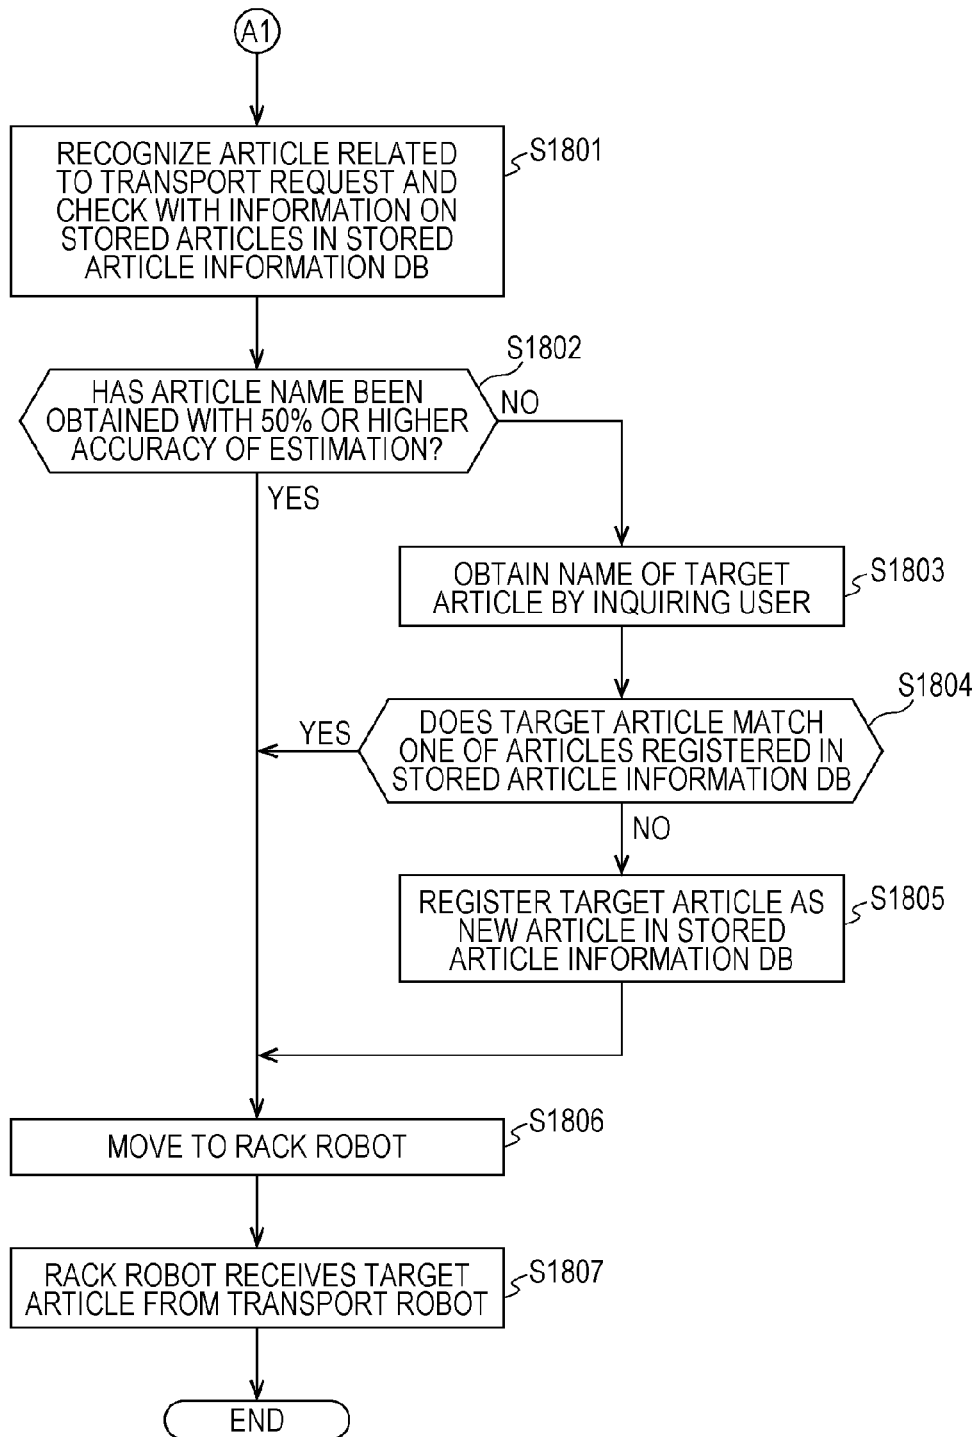 A1
RECOGNIZE ARTICLE RELATED
TO TRANSPORT REQUEST AND
CHECK WITH INFORMATION ON
STORED ARTICLES IN STORED
ARTICLE INFORMATION DB
S1801
S1802
HAS ARTICLE NAME BEEN
OBTAINED WITH 50% OR HIGHER
ACCURACY OF ESTIMATION?
NO
YES
OBTAIN NAME OF TARGET
ARTICLE BY INQUIRING USER
S1803
S1804
YES
DOES TARGET ARTICLE MATCH
ONE OF ARTICLES REGISTERED IN
STORED ARTICLE INFORMATION DB
NO
REGISTER TARGET ARTICLE AS
NEW ARTICLE IN STORED
ARTICLE INFORMATION DB
S1805
MOVE TO RACK ROBOT
S1806
RACK ROBOT RECEIVES TARGET
ARTICLE FROM TRANSPORT ROBOT
S1807
END